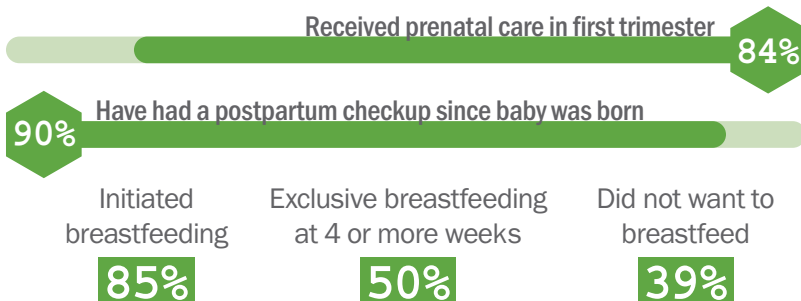 Received prenatal care in first trimester
84%
90%
Have had a postpartum checkup since baby was born
Initiated
breastfeeding
85%
Exclusive breastfeeding
at 4 or more weeks
50%
Did not want to
breastfeed
39%